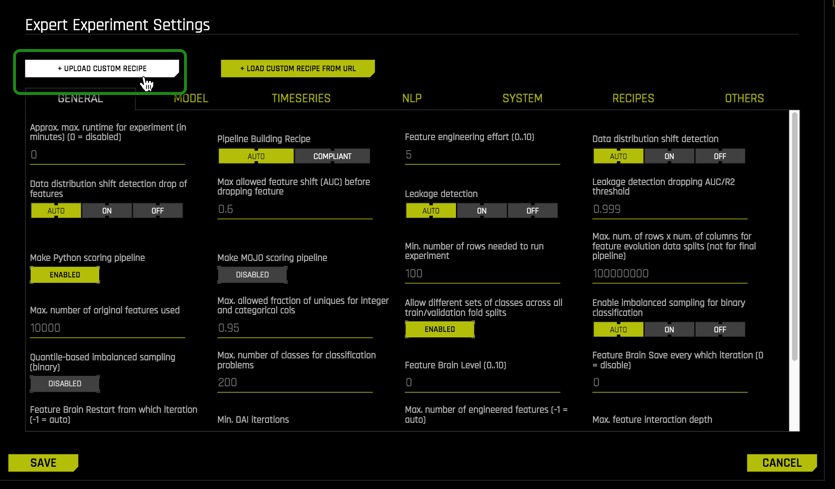 Expert Experiment Settings
+ UPLOAD CUSTOM RECIPE
+ LOAD CUSTOM RECIPE FROM URL
GENERAL MODEL TIMESERIES NLP SYSTEM RECIPES OTHERS
Approx. max. runtime for experiment (in
minutes) (0 = disabled)
0
Pipeline Building Recipe
AUTO COMPLIANT
Feature engineering effort (0..10)
5
Data distribution shift detection
AUTO ON OFF
Data distribution shift detection drop of
features
AUTO ON OFF
Max allowed feature shift (AUC) before
dropping feature
0.6
Leakage detection
AUTO ON OFF
Leakage detection dropping AUC/R2
threshold
0.999
Make Python scoring pipeline
ENABLED
Make MOJO scoring pipeline
DISABLED
Min. number of rows needed to run
experiment
100
Max. num. of rows x num. of columns for
feature evolution data splits (not for final
pipeline)
100000000
Max. number of original features used
10000
Max. allowed fraction of uniques for integer
and categorical cols
0.95
Allow different sets of classes across all
train/validation fold splits
ENABLED
Enable imbalanced sampling for binary
classification
AUTO ON OFF
Quantile-based imbalanced sampling
(binary)
DISABLED
Max. number of classes for classification
problems
200
Feature Brain Level (0..10)
0
Feature Brain Save every which iteration (0
= disable)
0
Feature Brain Restart from which iteration
(-1 = auto)
Min. DAI iterations
Max. number of engineered features (-1 =
auto)
Max. feature interaction depth
SAVE
CANCEL